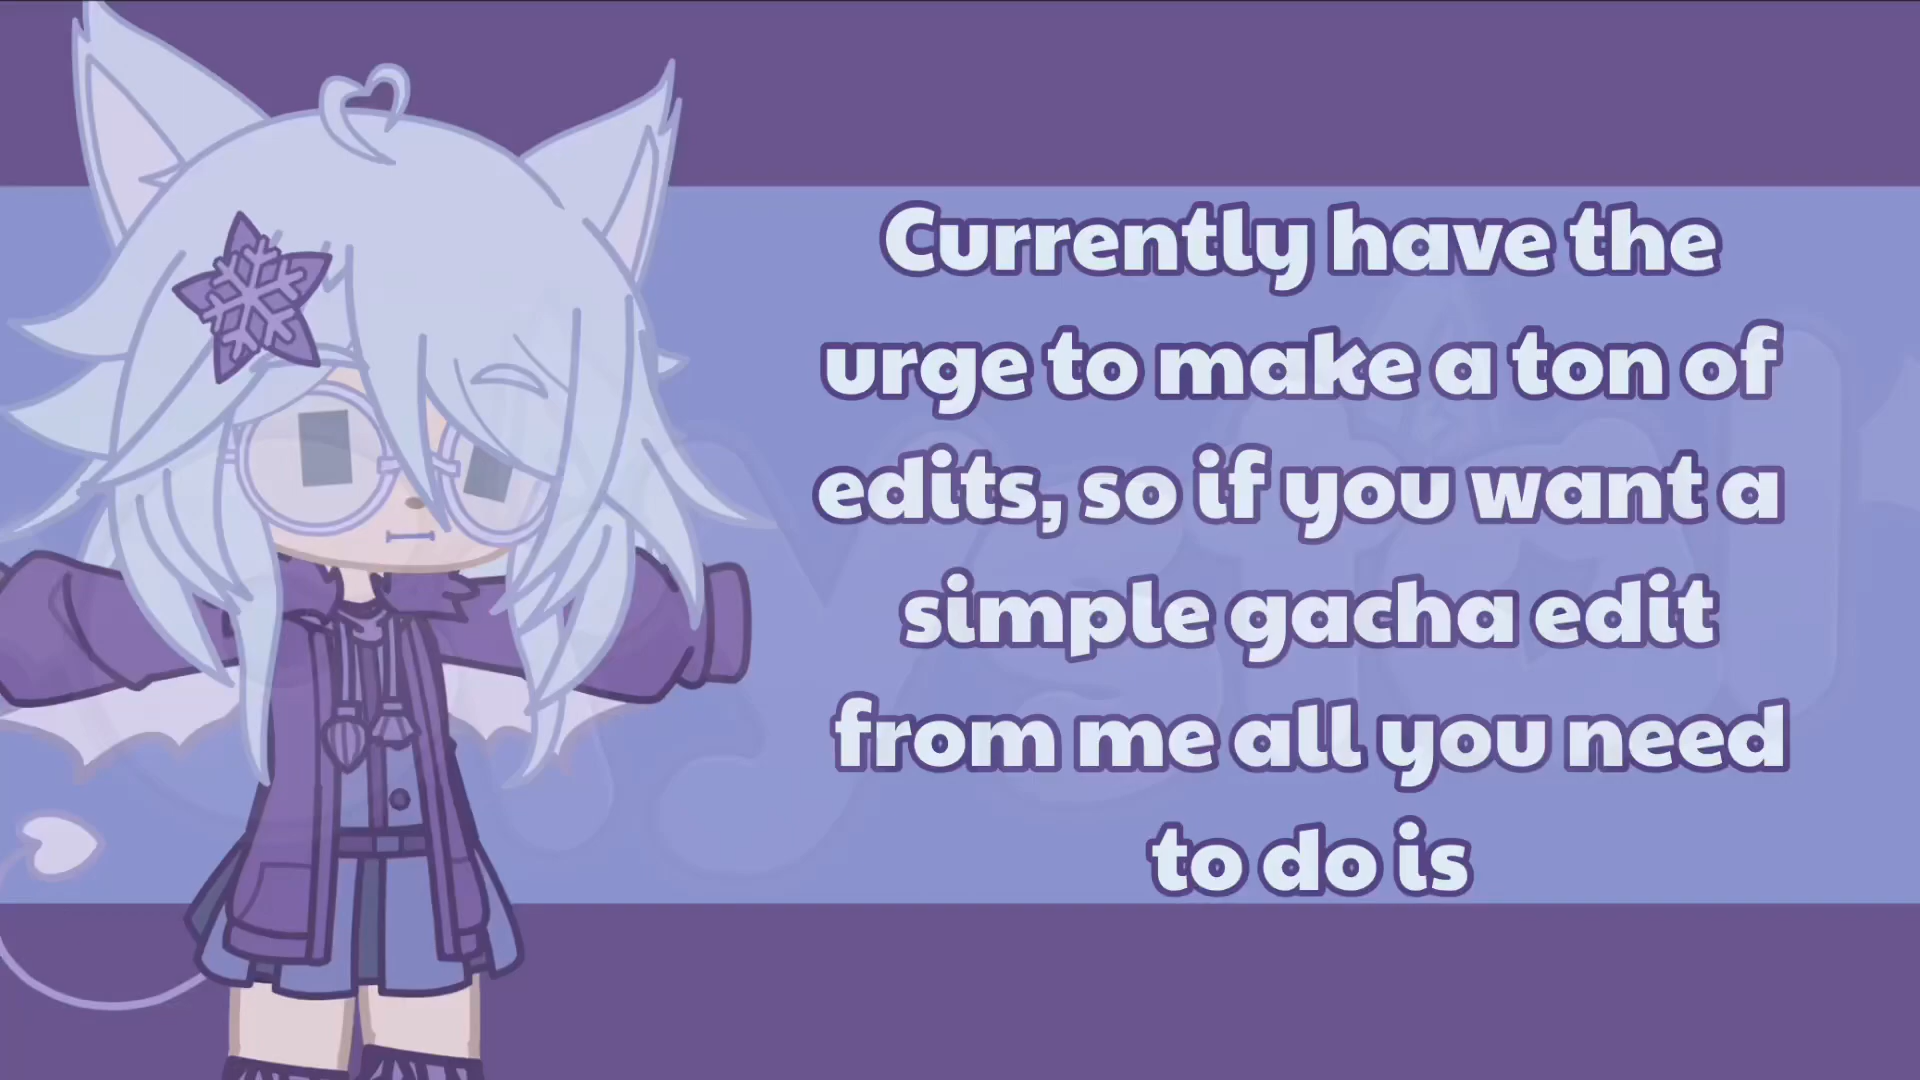 Currently have the
urge to make a ton of
edits, so if you want a
simple gacha edit
from me all you need
to do is